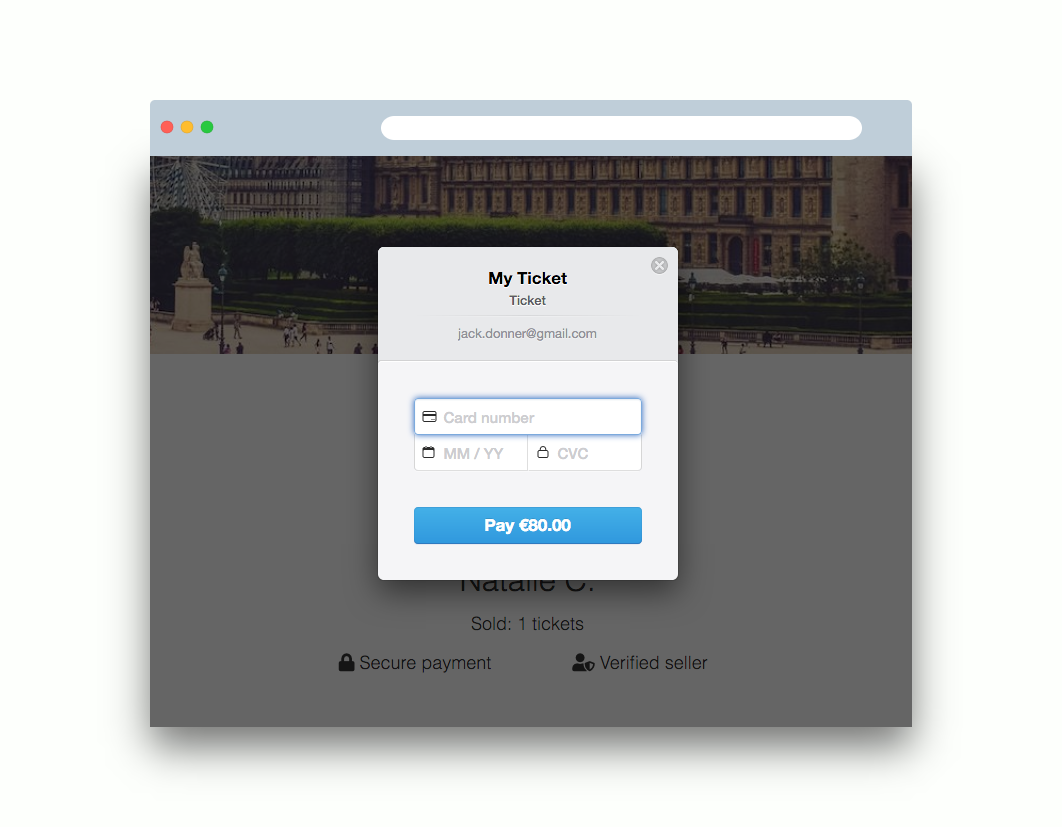 My Ticket
Ticket
jack.donner@gmail.com
Card number
MM / YY
CVC
Pay €80.00
Natalie C.
Sold: 1 tickets
Secure payment
Verified seller